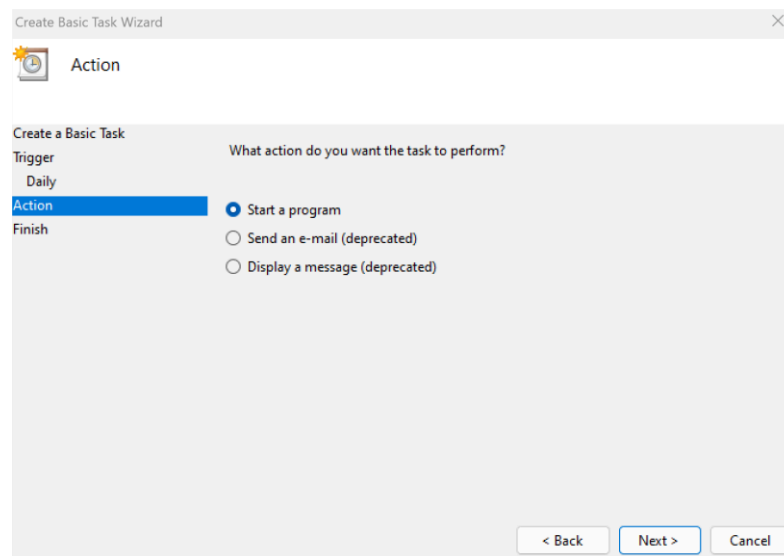 Create Basic Task Wizard
Action
Create a Basic Task
Trigger
Daily
Action
Finish
What action do you want the task to perform?
Start a program
Send an e-mail (deprecated)
Display a message (deprecated)
< Back
Next >
Cancel